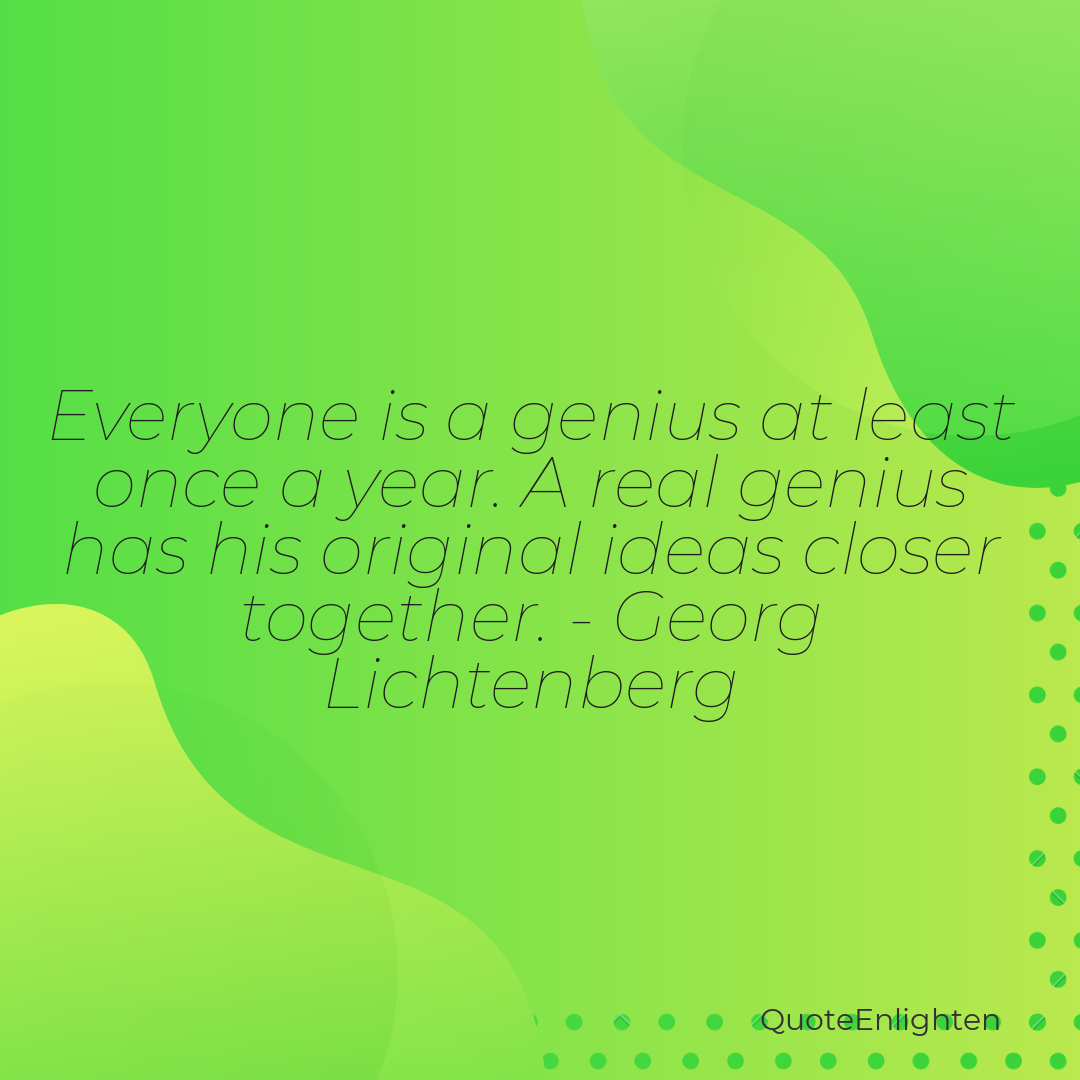 Everyone is a genius at least
once a year. A real genius
has his original ideas closer
together. - Georg
Lichtenberg
QuoteEnlighten